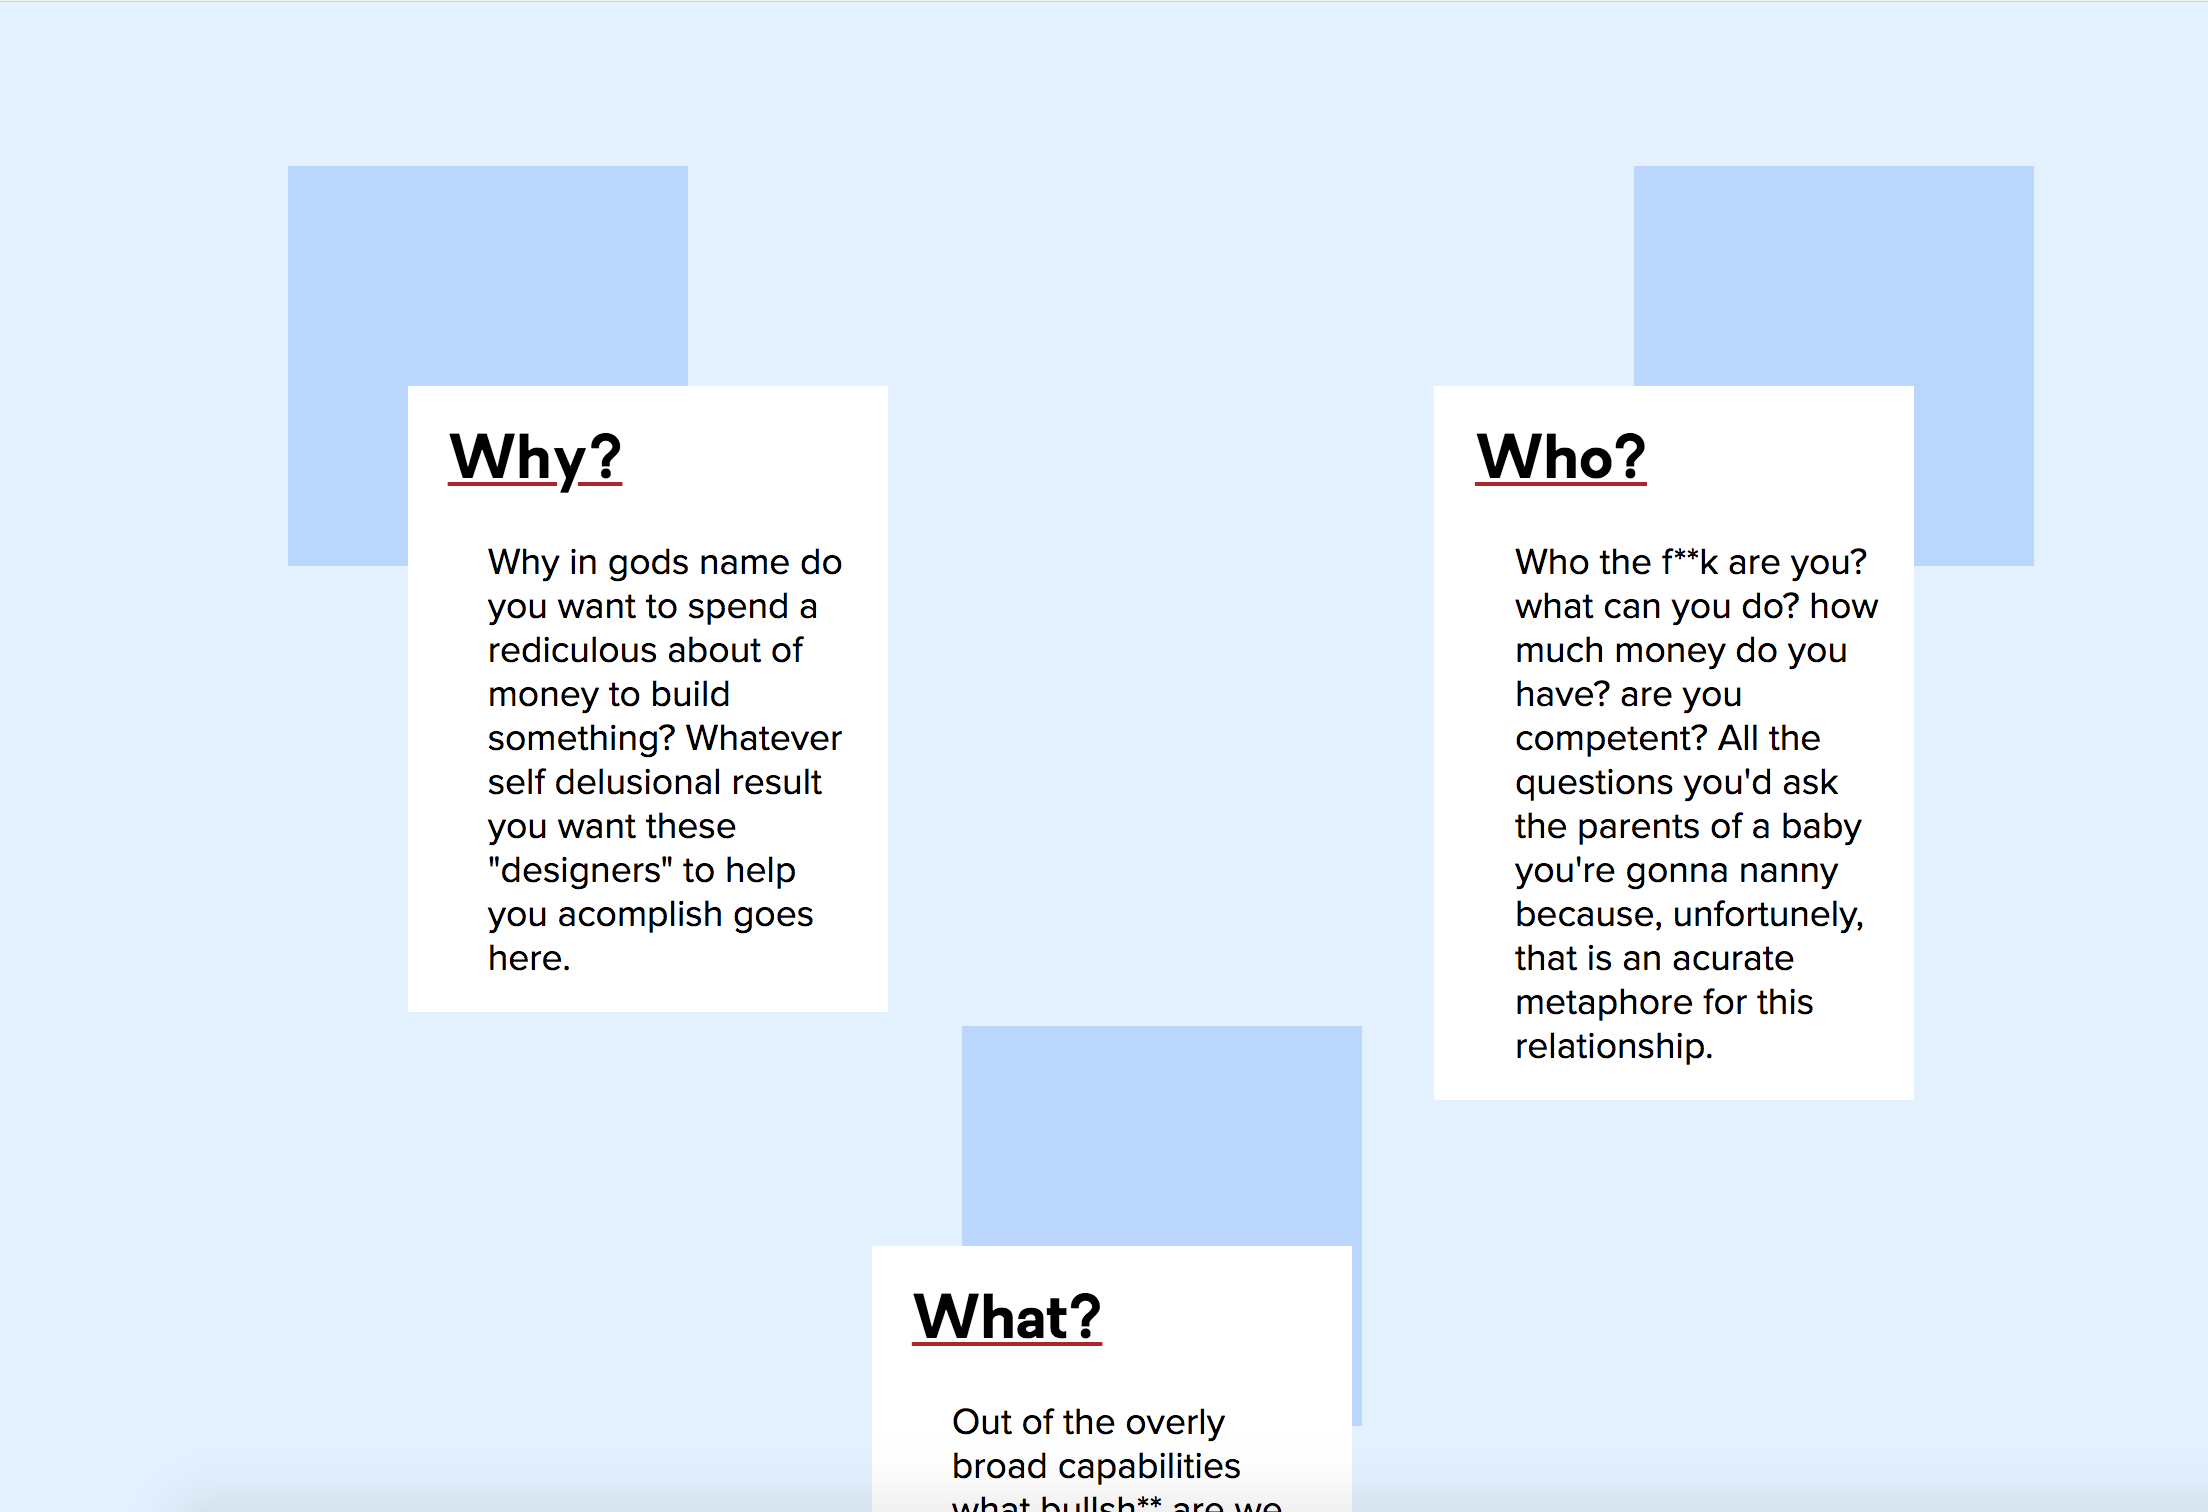 Why?
Why in gods name do
you want to spend a
rediculous about of
money to build
something? Whatever
self delusional result
you want these
"designers" to help
you acomplish goes
here.
Who?
Who the f**k are you?
what can you do? how
much money do you
have? are you
competent? All the
questions you'd ask
the parents of a baby
you're gonna nanny
because, unfortunely,
that is an acurate
metaphore for this
relationship.
What?
Out of the overly
broad capabilities
what bullsh** are we